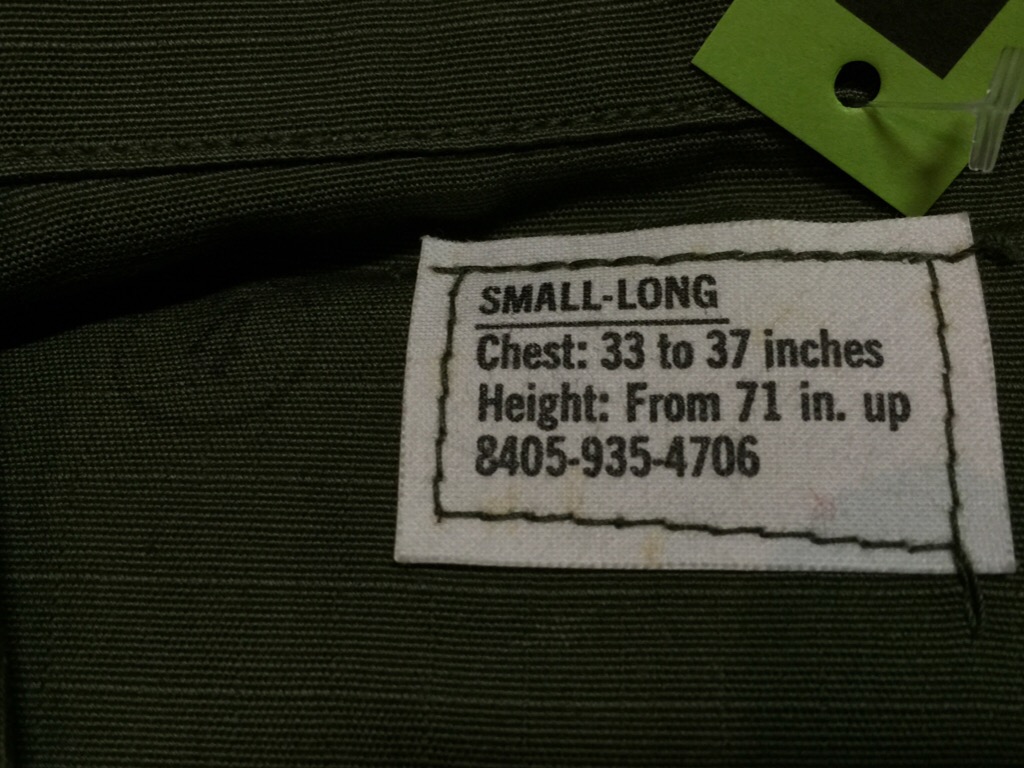 SMALL-LONG
Chest: 33 to 37 inches
Height: From 71 in. up
8405-935-4706